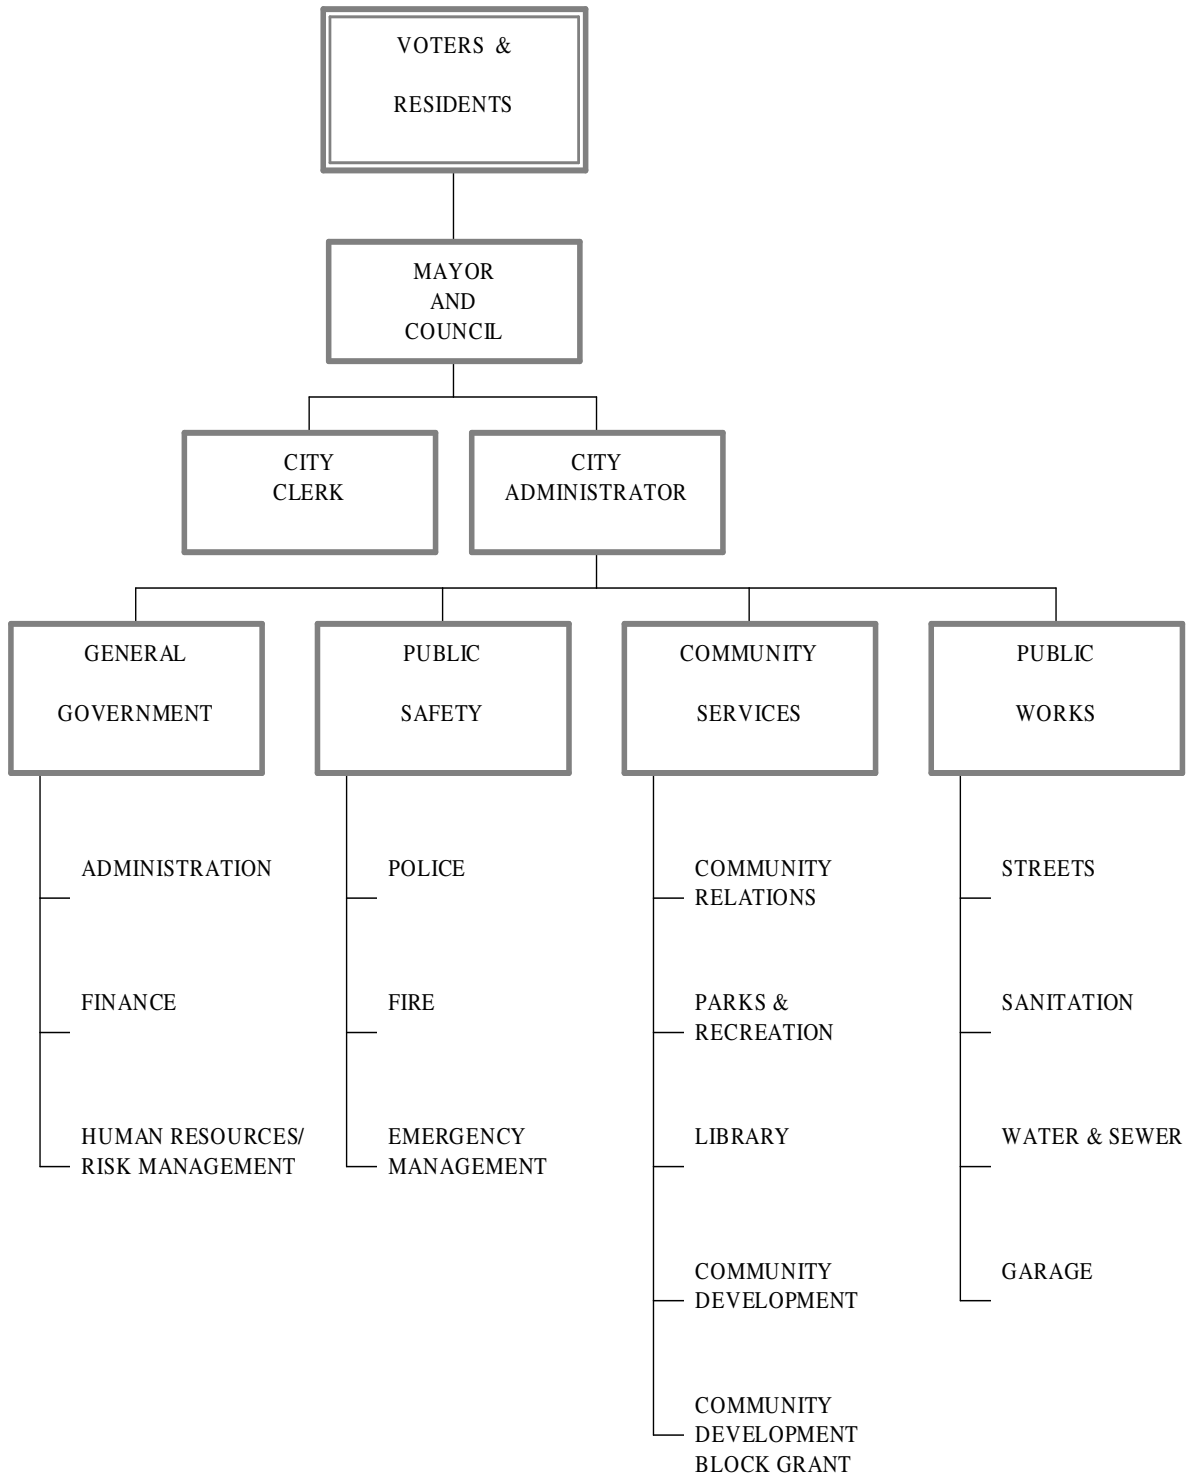 VOTERS &
RESIDENTS
MAYOR
AND
COUNCIL
CITY
CLERK
CITY
ADMINISTRATOR
GENERAL
GOVERNMENT
PUBLIC
SAFETY
COMMUNITY
SERVICES
PUBLIC
WORKS
ADMINISTRATION
FINANCE
HUMAN RESOURCES/
RISK MANAGEMENT
POLICE
FIRE
EMERGENCY
MANAGEMENT
COMMUNITY
RELATIONS
PARKS &
RECREATION
LIBRARY
COMMUNITY
DEVELOPMENT
COMMUNITY
DEVELOPMENT
BLOCK GRANT
STREETS
SANITATION
WATER & SEWER
GARAGE